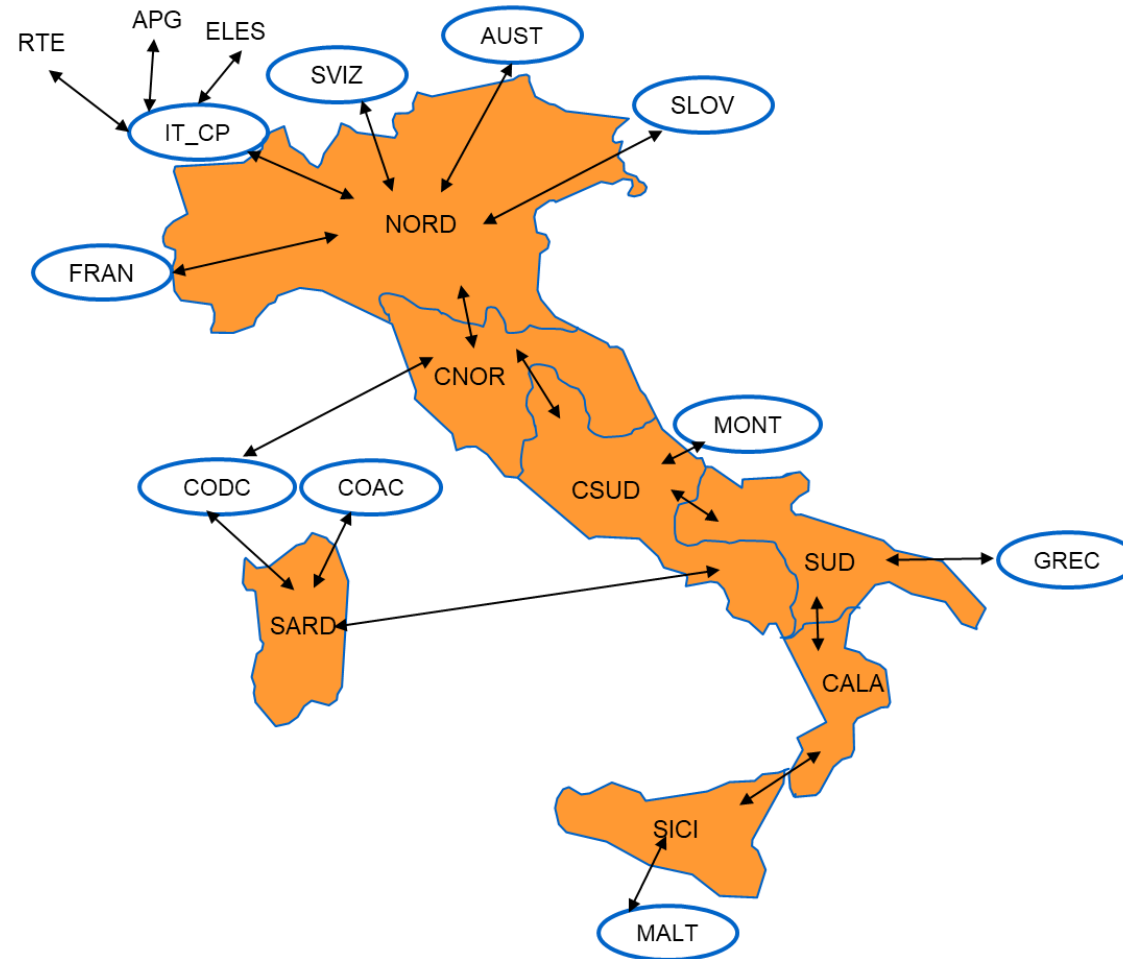 APG
ELES
RTE
AUST
SVIZ
SLOV
IT_CP
NORD
FRAN
CNOR
MONT
CODC
COAC
CSUD
SUD
GREC
SARD
CALA
SICI
MALT